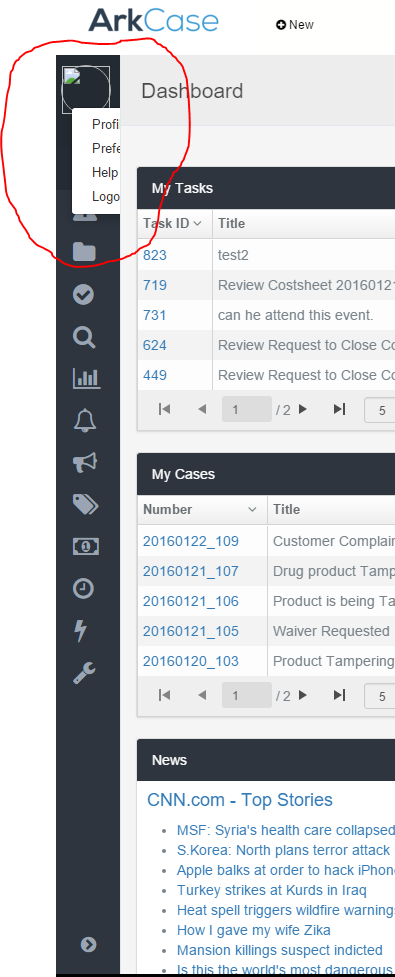 ArkCase
New
Dashboard
Profi
Prefe
Help
Logo
My Tasks
Task ID Title
823 test2
719 Review Costsheet 2016012
731 can he attend this event.
624 Review Request to Close Co
449 Review Request to Close Co
1 / 2 5
My Cases
Number Title
20160122_109 Customer Complain
20160121_107 Drug product Tamp
20160121_106 Product is being Ta
20160121_105 Waiver Requested
20160120_103 Product Tampering
1 / 2 5
News
CNN.com - Top Stories
MSF: Syria's health care collapsed
S.Korea: North plans terror attack
Apple balks at order to hack iPhone
Turkey strikes at Kurds in Iraq
Heat spell triggers wildfire warning
How I gave my wife Zika
Mansion killings suspect indicted
Is this the world's most dangerous